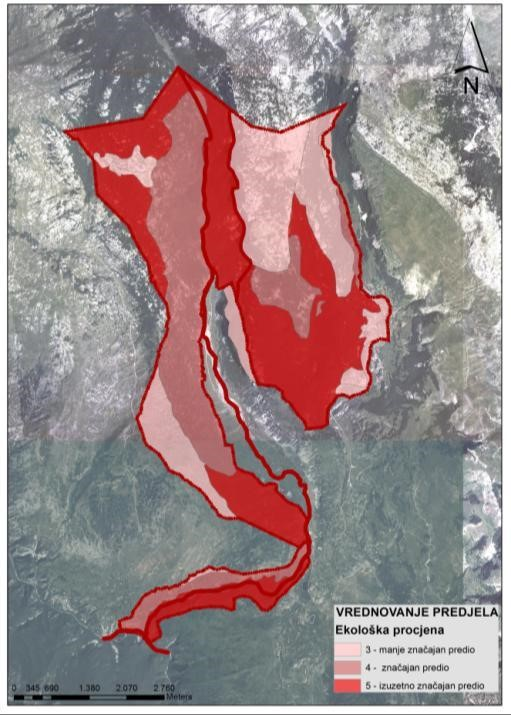 N
VREDNOVANJE PREDJELA
Ekološka procjena
3 - manje značajan predio
4 - značajan predio
5 - izuzetno značajan predio
0 345 690 1.380 2.070 2.760
Meters